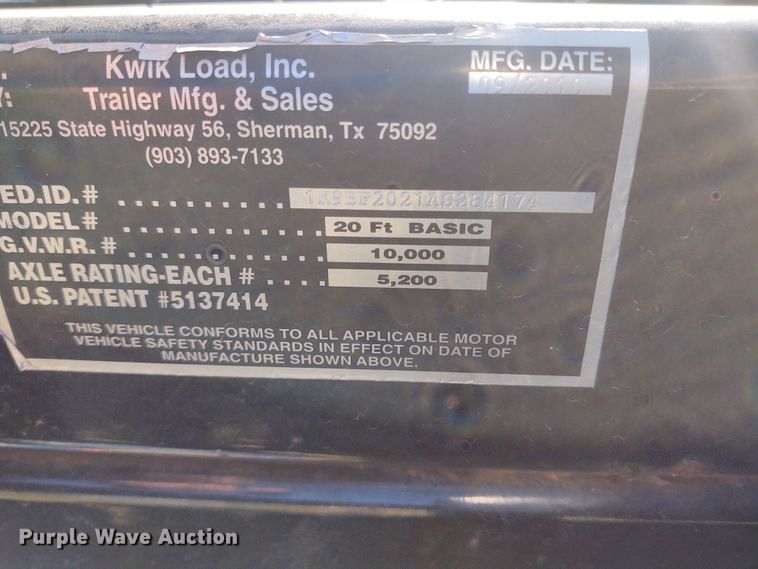 Kwik Load, Inc.
MFG. DATE:
Y: Trailer Mfg. & Sales
15225 State Highway 56, Sherman, Tx 75092
(903) 893-7133
ED.ID.#
MODEL# 20 Ft BASIC
G.V.W.R. # 10,000
AXLE RATING-EACH # .... 5,200
U.S. PATENT #5137414
THIS VEHICLE CONFORMS TO ALL APPLICABLE MOTOR
VEHICLE SAFETY STANDARDS IN EFFECT ON DATE OF
MANUFACTURE SHOWN ABOVE.
Purple Wave Auction